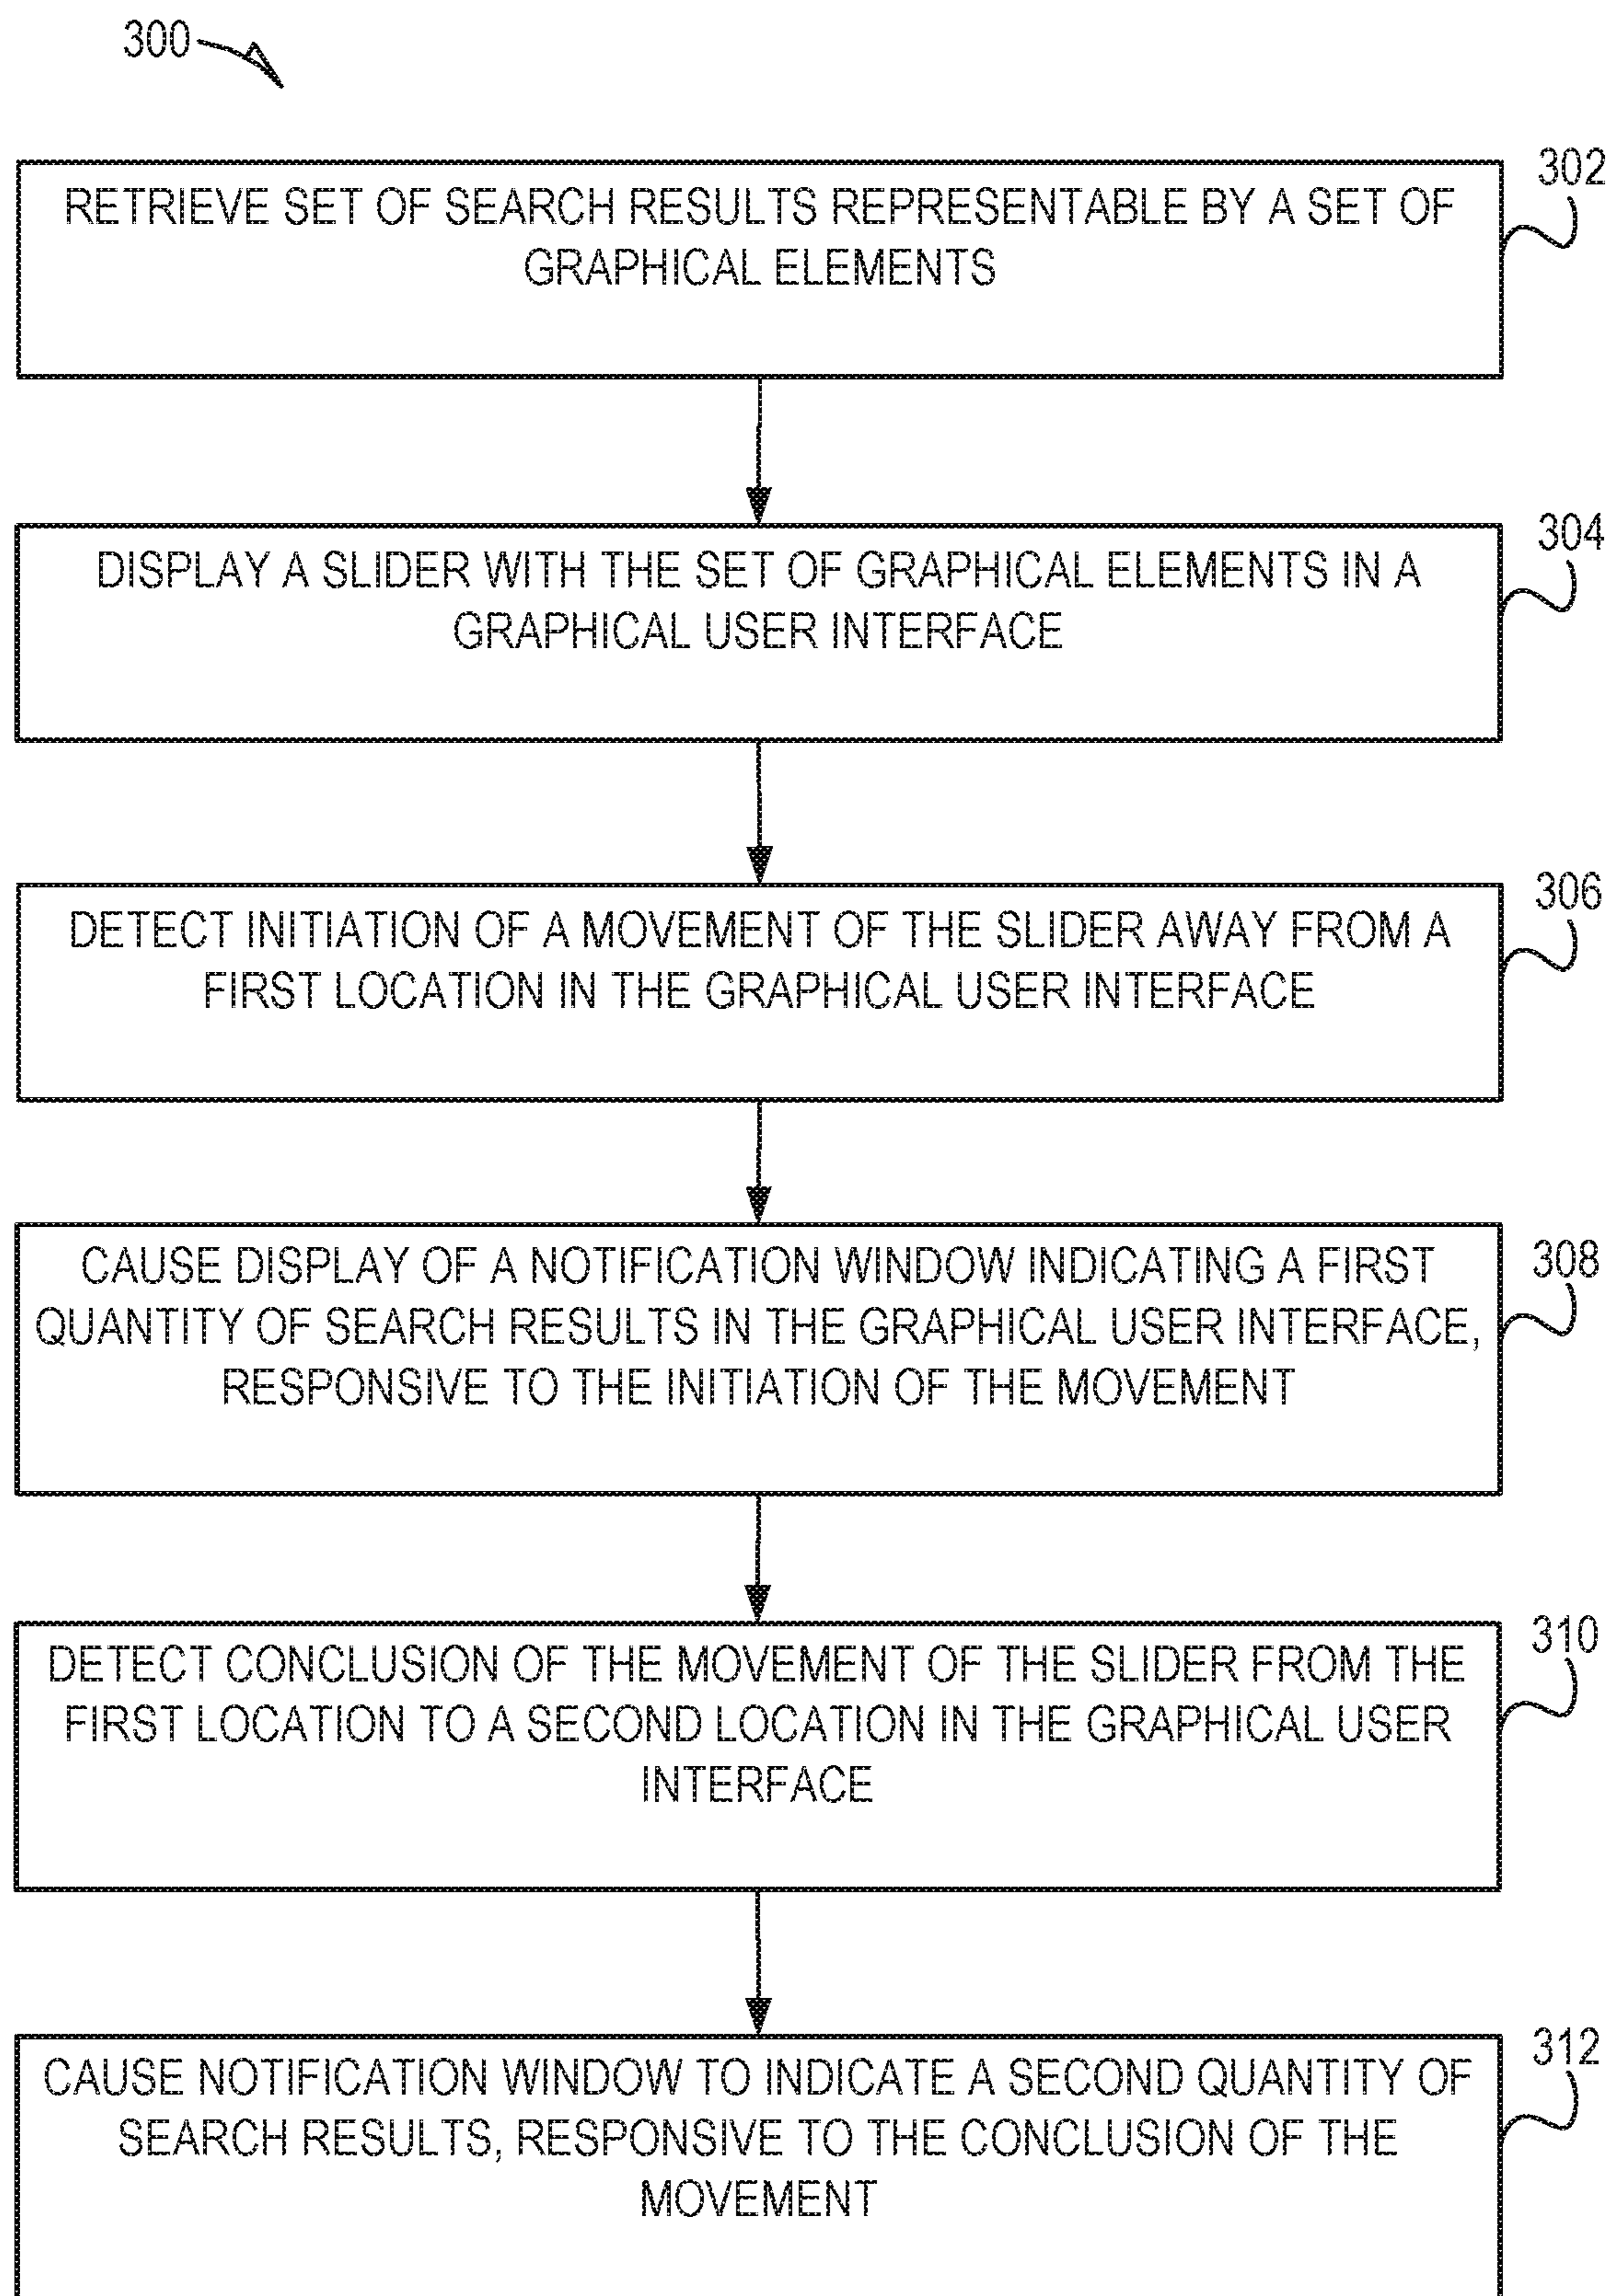 300
302
RETRIEVE SET OF SEARCH RESULTS REPRESENTABLE BY A SET OF
GRAPHICAL ELEMENTS
304
DISPLAY A SLIDER WITH THE SET OF GRAPHICAL ELEMENTS IN A
GRAPHICAL USER INTERFACE
306
DETECT INITIATION OF A MOVEMENT OF THE SLIDER AWAY FROM A
FIRST LOCATION IN THE GRAPHICAL USER INTERFACE
308
CAUSE DISPLAY OF A NOTIFICATION WINDOW INDICATING A FIRST
QUANTITY OF SEARCH RESULTS IN THE GRAPHICAL USER INTERFACE,
RESPONSIVE TO THE INITIATION OF THE MOVEMENT
310
DETECT CONCLUSION OF THE MOVEMENT OF THE SLIDER FROM THE
FIRST LOCATION TO A SECOND LOCATION IN THE GRAPHICAL USER
INTERFACE
312
CAUSE NOTIFICATION WINDOW TO INDICATE A SECOND QUANTITY OF
SEARCH RESULTS, RESPONSIVE TO THE CONCLUSION OF THE
MOVEMENT